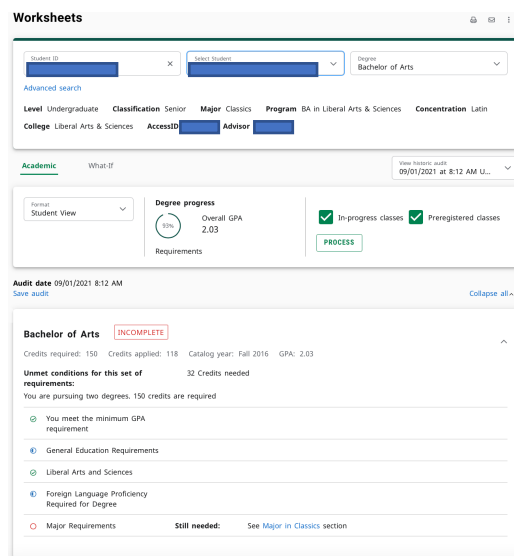 Worksheets
Student ID
Select Student
Degree
Bachelor of Arts
Advanced search
Level Undergraduate Classification Senior Major Classics Program BA in Liberal Arts & Sciences Concentration Latin
College Liberal Arts & Sciences AccessID Advisor
Academic What-If
View historic audit
09/01/2021 at 8:12 AM U...
Format
Student View
Degree progress
93%
Overall GPA
2.03
Requirements
In-progress classes Preregistered classes
PROCESS
Audit date 09/01/2021 8:12 AM
Save audit Collapse all
Bachelor of Arts INCOMPLETE
Credits required: 150 Credits applied: 118 Catalog year: Fall 2016 GPA: 2.03
Unmet conditions for this set of 32 Credits needed
requirements:
You are pursuing two degrees. 150 credits are required
You meet the minimum GPA
requirement
General Education Requirements
Liberal Arts and Sciences
Foreign Language Proficiency
Required for Degree
Major Requirements Still needed: See Major in Classics section